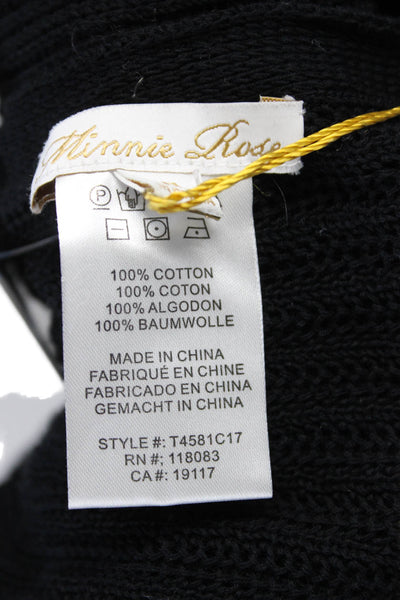 Minnie Rose
P
100% COTTON
100% COTON
100% ALGODON
100% BAUMWOLLE
MADE IN CHINA
FABRIQUÉ EN CHINE
FABRICADO EN CHINA
GEMACHT IN CHINA
STYLE #: T4581C17
RN #; 118083
CA#: 19117